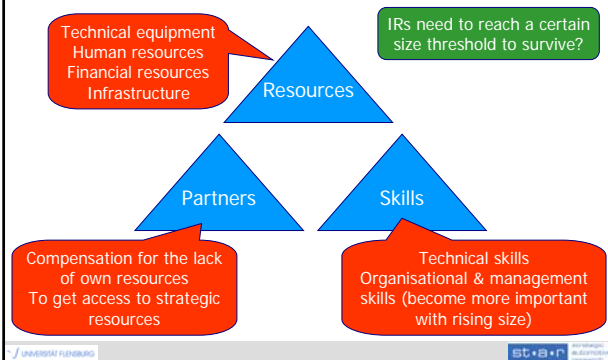 Technical equipment
Human resources
Financial resources
Infrastructure
IRs need to reach a certain
size threshold to survive?
Resources
Partners
Skills
Compensation for the lack
of own resources
To get access to strategic
resources
Technical skills
Organisational & management
skills (become more important
with rising size)
UNIVERSITÄT FLENSBURG
st•a•r